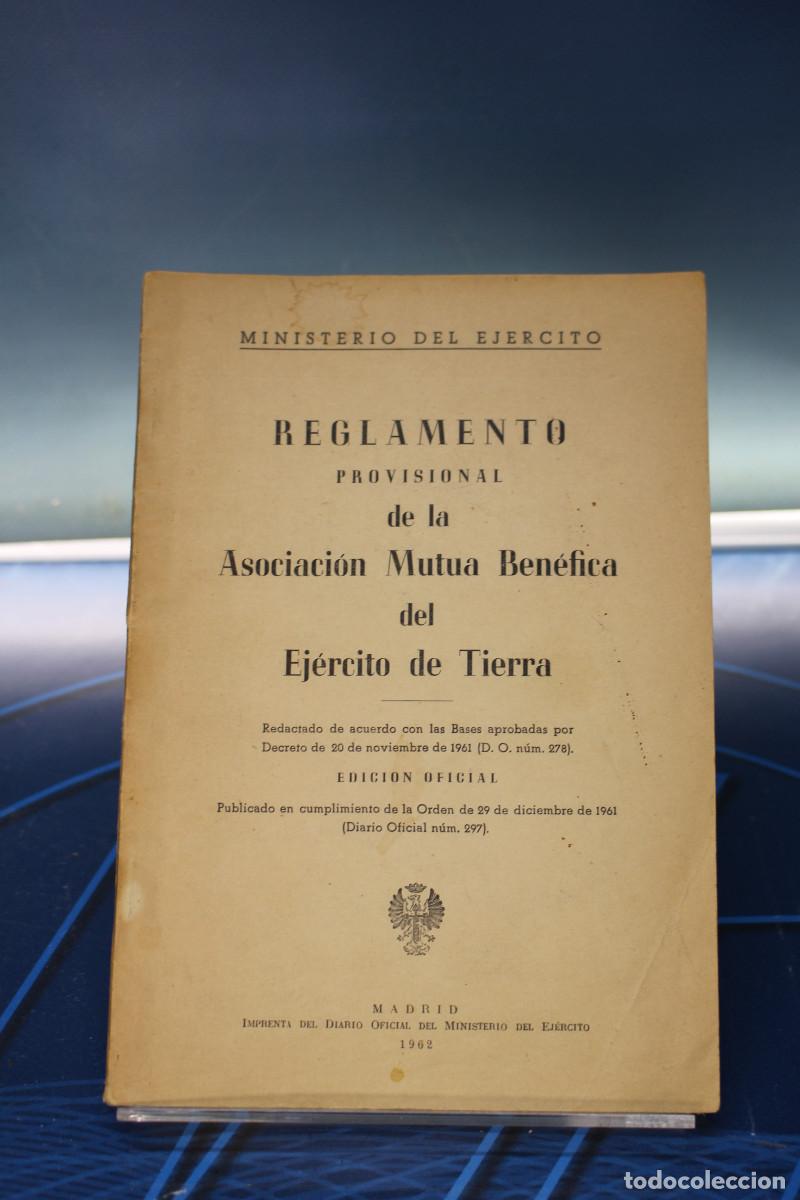 MINISTERIO DEL EJERCITO
REGLAMENTO
PROVISIONAL
de la
Asociación Mutua Benéfica
del
Ejército de Tierra
Redactado de acuerdo con las Bases aprobadas por
Decreto de 20 de noviembre de 1961 (D. O. núm. 278).
EDICION OFICIAL
Publicado en cumplimiento de la Orden de 29 de diciembre de 1961
(Diario Oficial núm. 297).
MADRID
IMPRENTA DEL DIARIO OFICIAL DEL MINISTERIO DEL EJÉRCITO
1962
todocoleccion